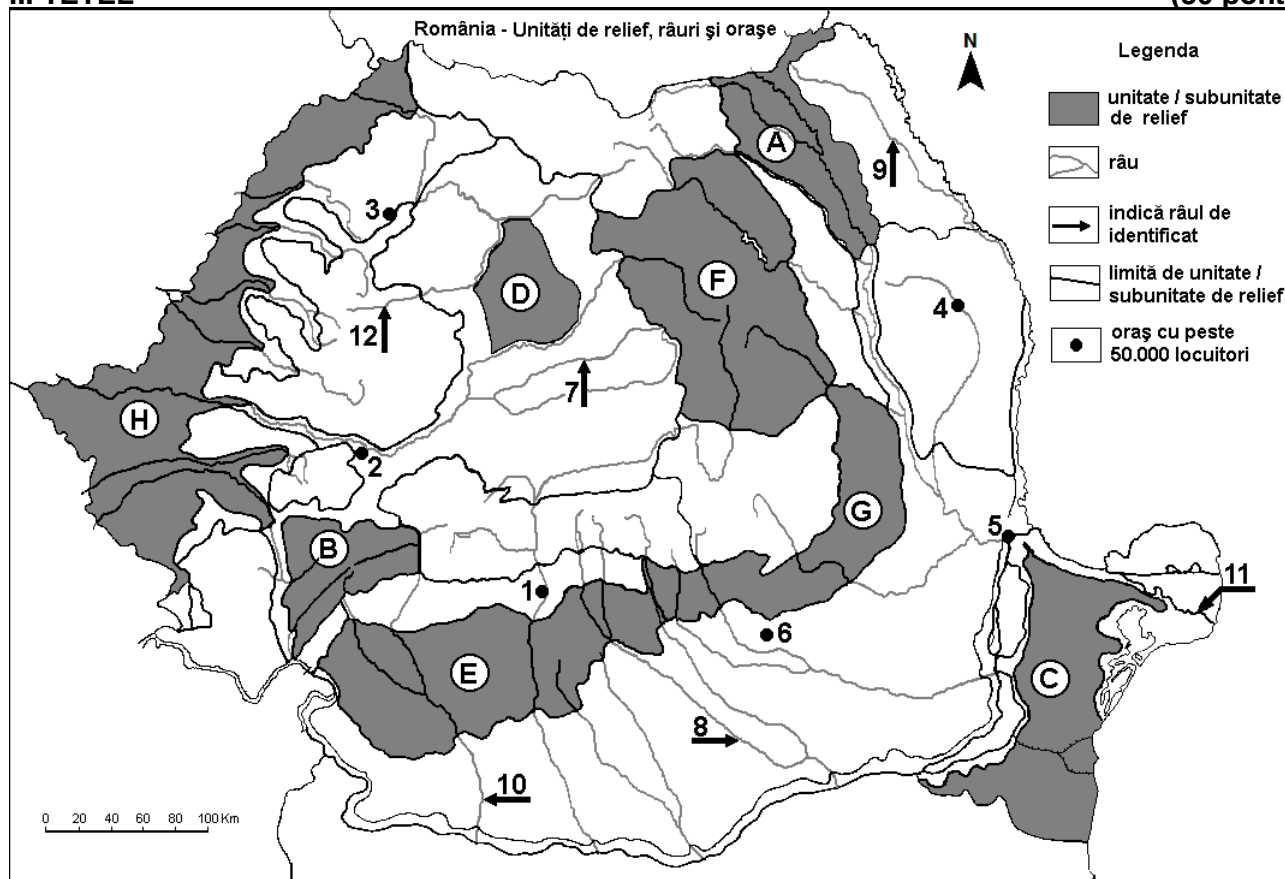 România - Unități de relief, râuri și orașe
N
Legenda
unitate / subunitate
de relief
râu
indică râul de
identificat
limită de unitate /
subunitate de relief
oraș cu peste
50.000 locuitori
A
9
3
F
D
4
12
7
H
2
G
5
B
11
1
6
E
C
8
10
0 20 40 60 80 100 Km